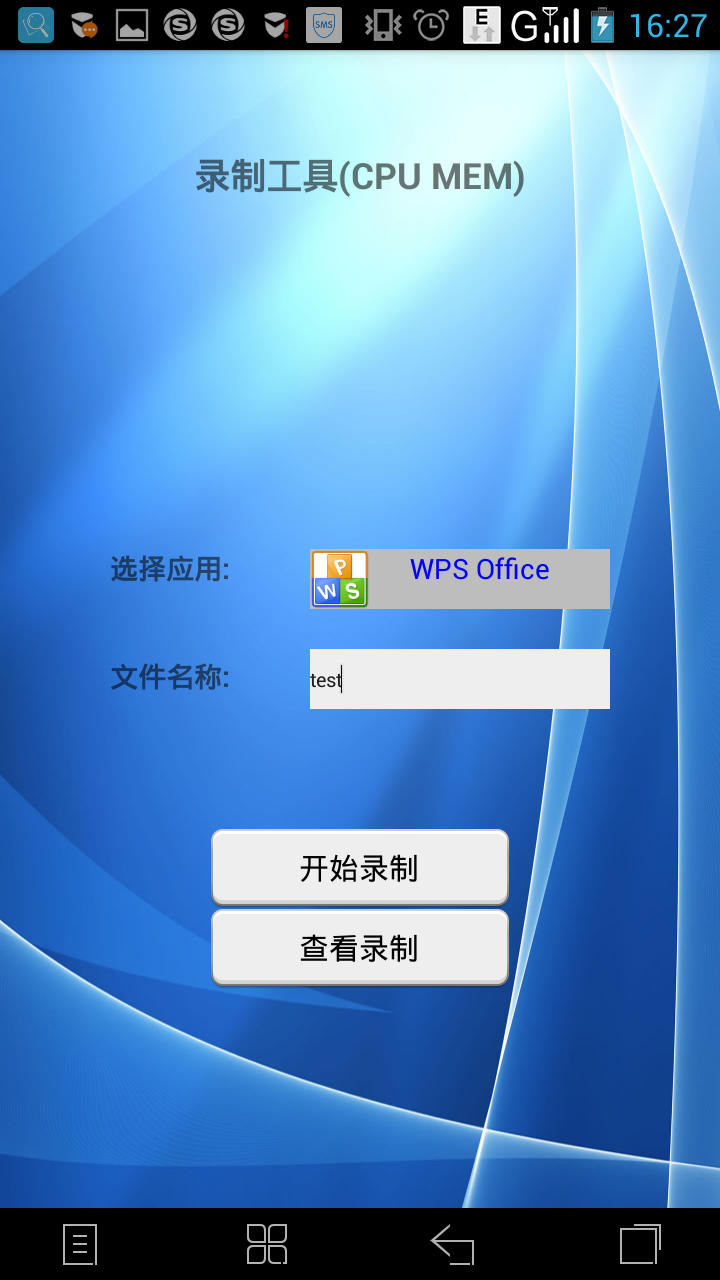 SMS
E
G
16:27
录制工具(CPU MEM)
选择应用:
P
W S
WPS Office
文件名称:
test
开始录制
查看录制